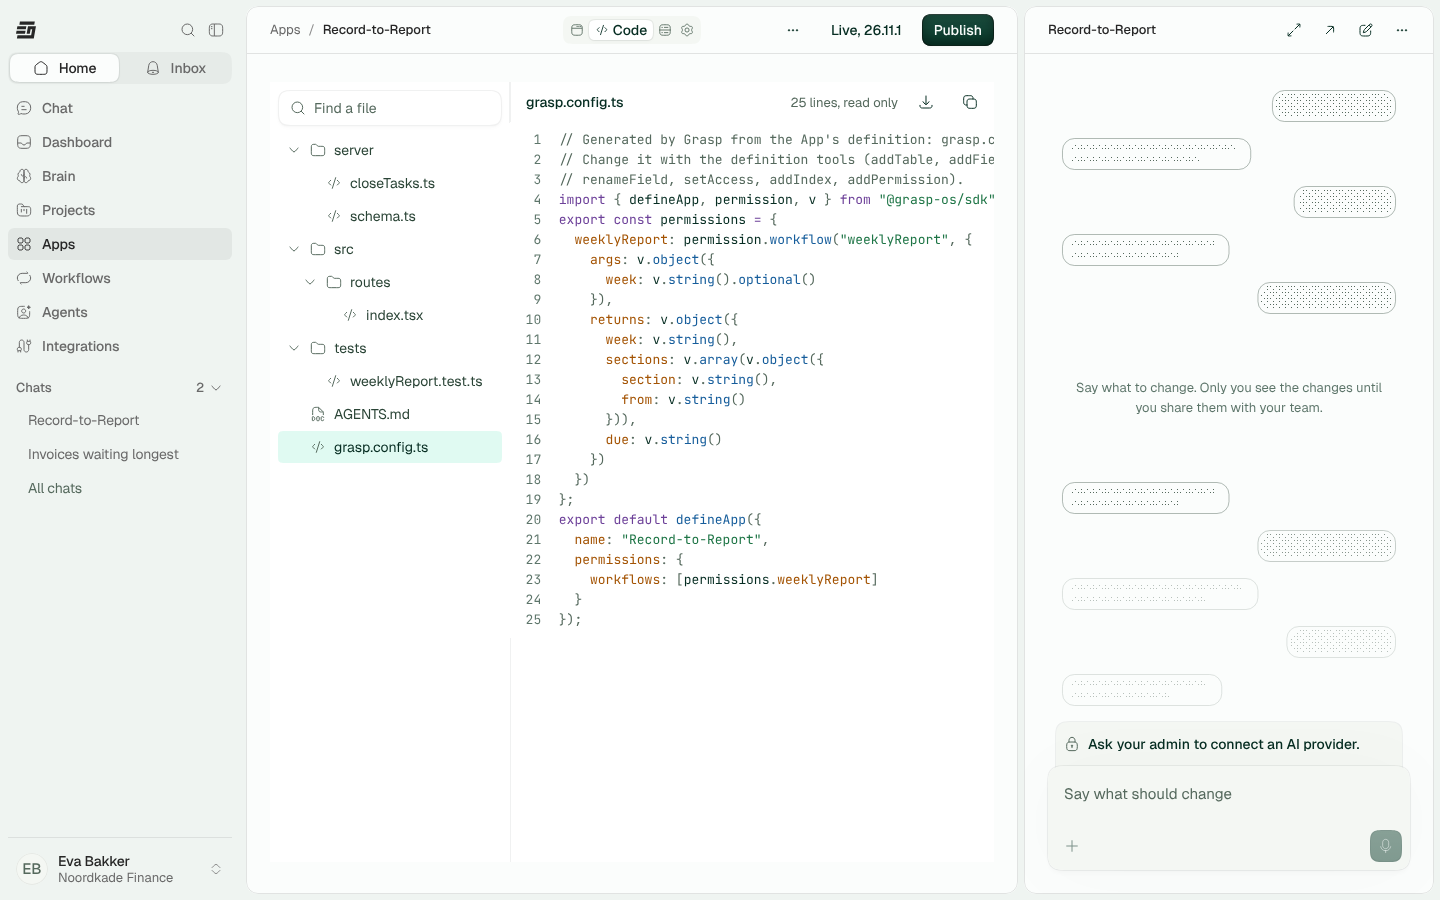 Home
Inbox
Chat
Dashboard
Brain
Projects
Apps
Workflows
Agents
Integrations
Chats 2
Record-to-Report
Invoices waiting longest
All chats
EB
Eva Bakker
Noordkade Finance
Apps / Record-to-Report
Code
Live, 26.11.1
Publish
Find a file
server
closeTasks.ts
schema.ts
src
routes
index.tsx
tests
weeklyReport.test.ts
AGENTS.md
grasp.config.ts
grasp.config.ts
25 lines, read only
1 // Generated by Grasp from the App's definition: grasp.c
2 // Change it with the definition tools (addTable, addFie
3 // renameField, setAccess, addIndex, addPermission).
4 import { defineApp, permission, v } from "@grasp-os/sdk"
5 export const permissions = {
6 weeklyReport: permission.workflow("weeklyReport", {
7 args: v.object({
8 week: v.string().optional()
9 }),
10 returns: v.object({
11 week: v.string(),
12 sections: v.array(v.object({
13 section: v.string(),
14 from: v.string()
15 })),
16 due: v.string()
17 })
18 })
19 };
20 export default defineApp({
21 name: "Record-to-Report",
22 permissions: {
23 workflows: [permissions.weeklyReport]
24 }
25 });
Record-to-Report
Say what to change. Only you see the changes until
you share them with your team.
Ask your admin to connect an AI provider.
Say what should change